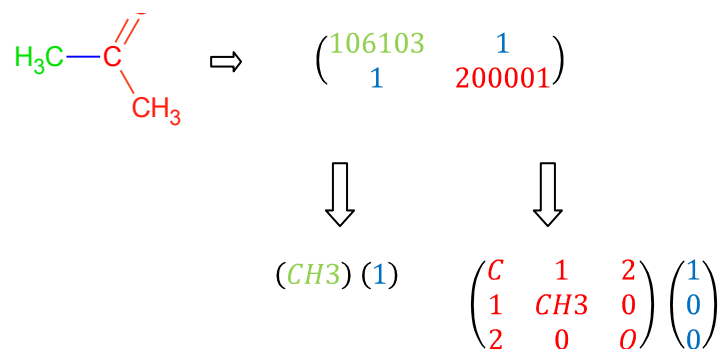 H3C C CH3
(106103 1
1 200001)
(CH3) (1)
(C 1 2
1 CH3 0
2 0 O) (1
0
0)